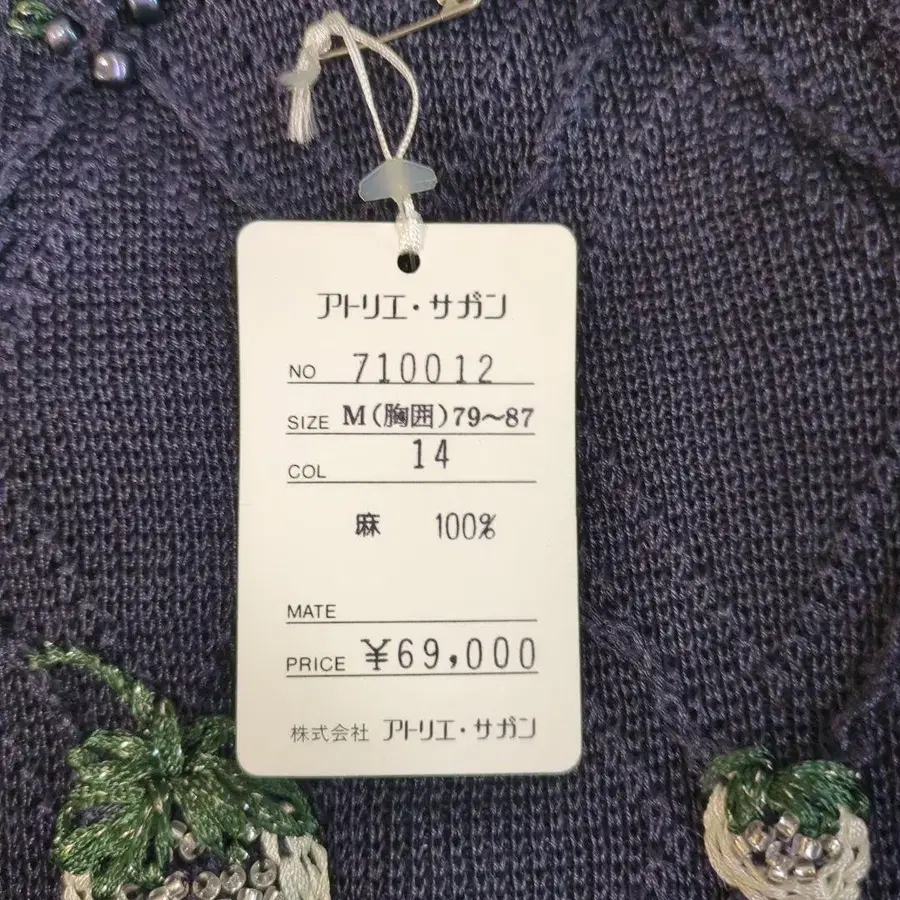 アトリエ・サガン
NO 710012
SIZE M(胸囲)79〜87
COL 14
麻 100%
MATE
PRICE ¥69,000
株式会社 アトリエ・サガン